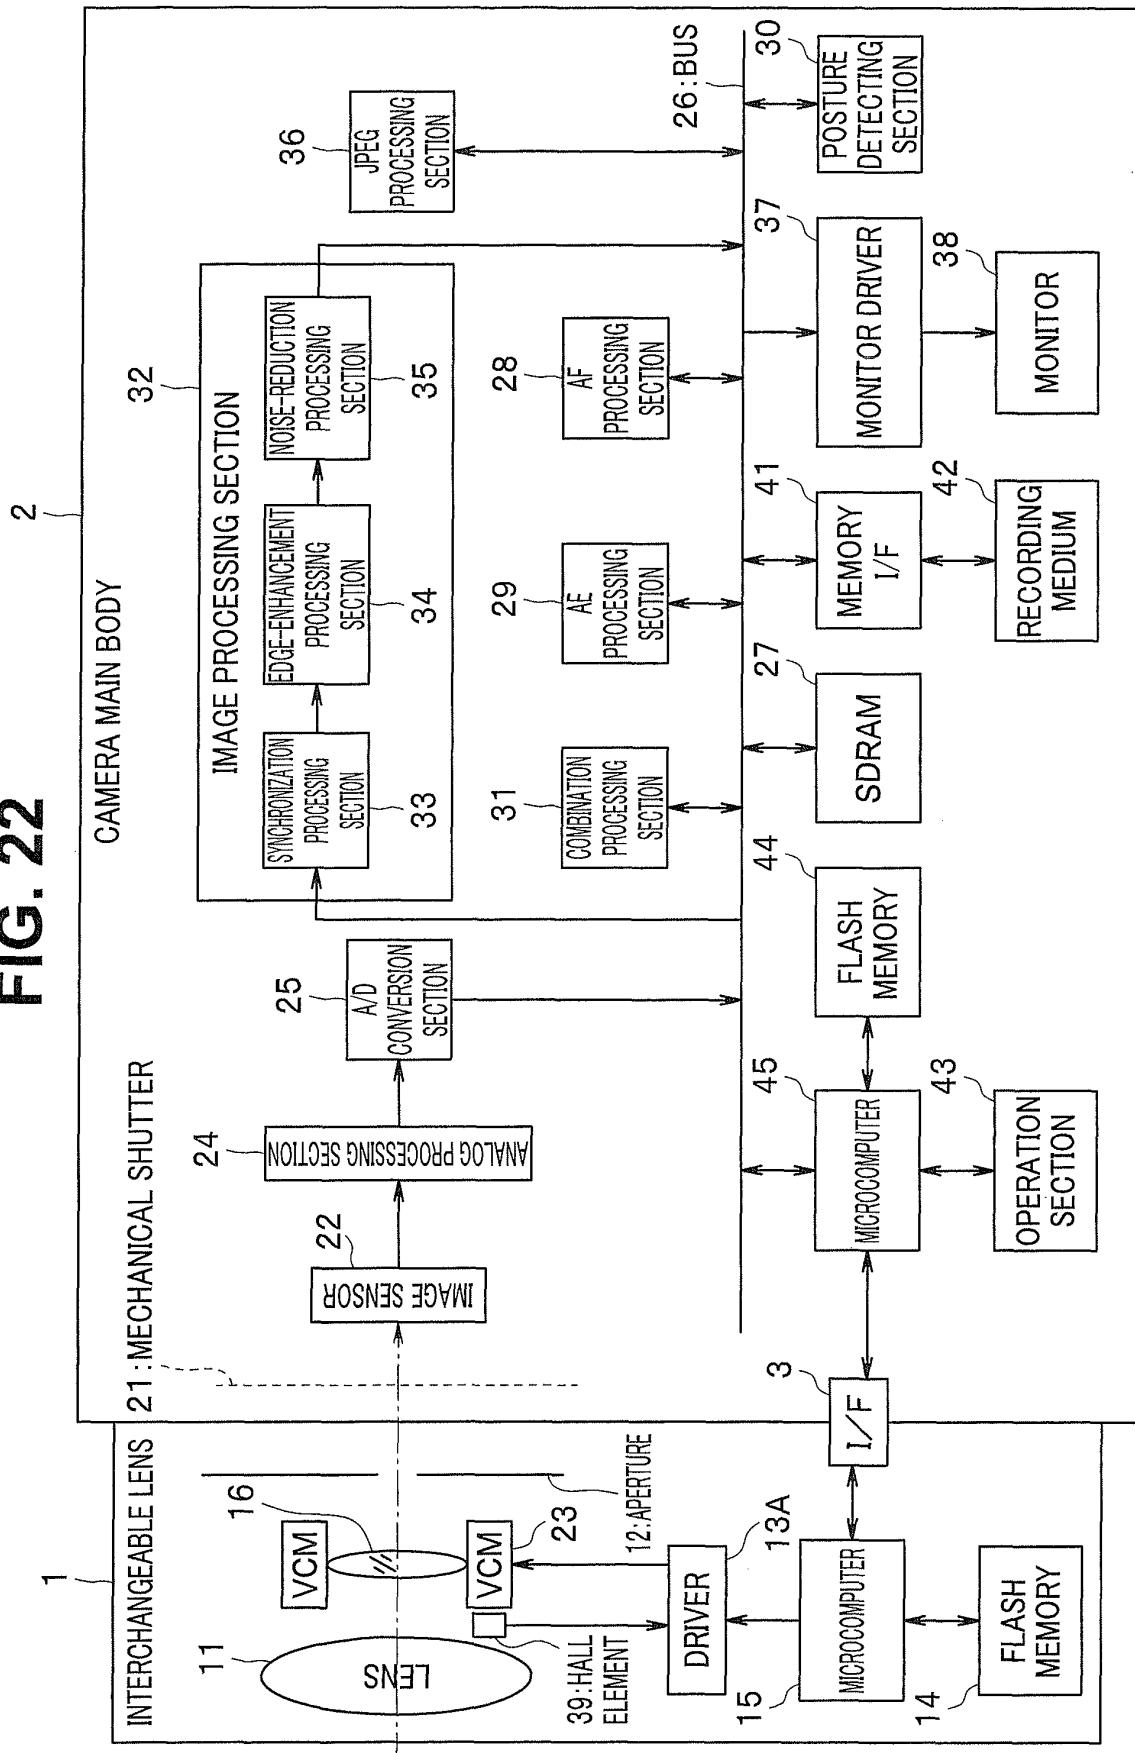 FIG. 22
1
2
INTERCHANGEABLE LENS
21:MECHANICAL SHUTTER
CAMERA MAIN BODY
11
LENS
16
VCM
VCM
23
39:HALL
ELEMENT
12:APERTURE
DRIVER
13A
15
MICROCOMPUTER
14
FLASH
MEMORY
I/F
3
22
IMAGE SENSOR
24
ANALOG PROCESSING SECTION
25
A/D
CONVERSION
SECTION
32
IMAGE PROCESSING SECTION
SYNCHRONIZATION
PROCESSING
SECTION
33
EDGE-ENHANCEMENT
PROCESSING
SECTION
34
NOISE-REDUCTION
PROCESSING
SECTION
35
36
JPEG
PROCESSING
SECTION
31
COMBINATION
PROCESSING
SECTION
29
AE
PROCESSING
SECTION
28
AF
PROCESSING
SECTION
26:BUS
45
MICROCOMPUTER
44
FLASH
MEMORY
43
OPERATION
SECTION
27
SDRAM
41
MEMORY
I/F
42
RECORDING
MEDIUM
37
MONITOR DRIVER
38
MONITOR
30
POSTURE
DETECTING
SECTION